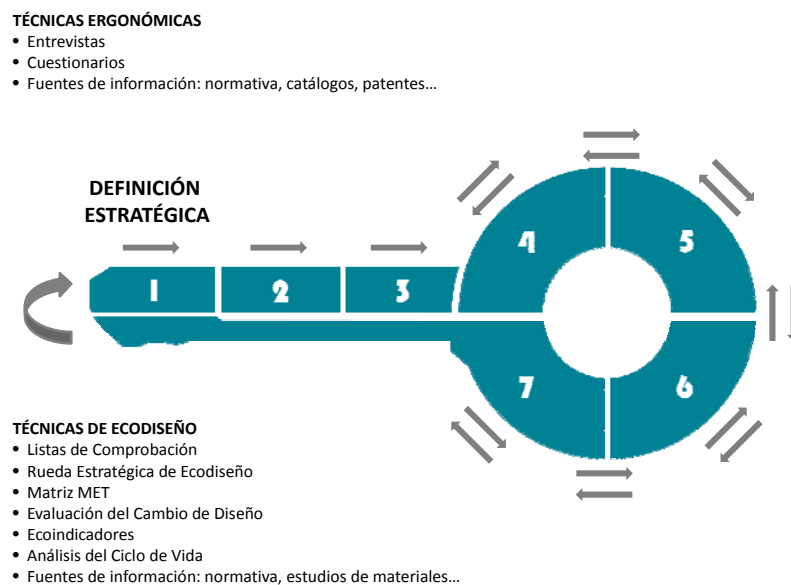 TÉCNICAS ERGONÓMICAS
• Entrevistas
• Cuestionarios
• Fuentes de información: normativa, catálogos, patentes…
DEFINICIÓN
ESTRATÉGICA
1
2
3
4
5
6
7
TÉCNICAS DE ECODISEÑO
• Listas de Comprobación
• Rueda Estratégica de Ecodiseño
• Matriz MET
• Evaluación del Cambio de Diseño
• Ecoindicadores
• Análisis del Ciclo de Vida
• Fuentes de información: normativa, estudios de materiales…